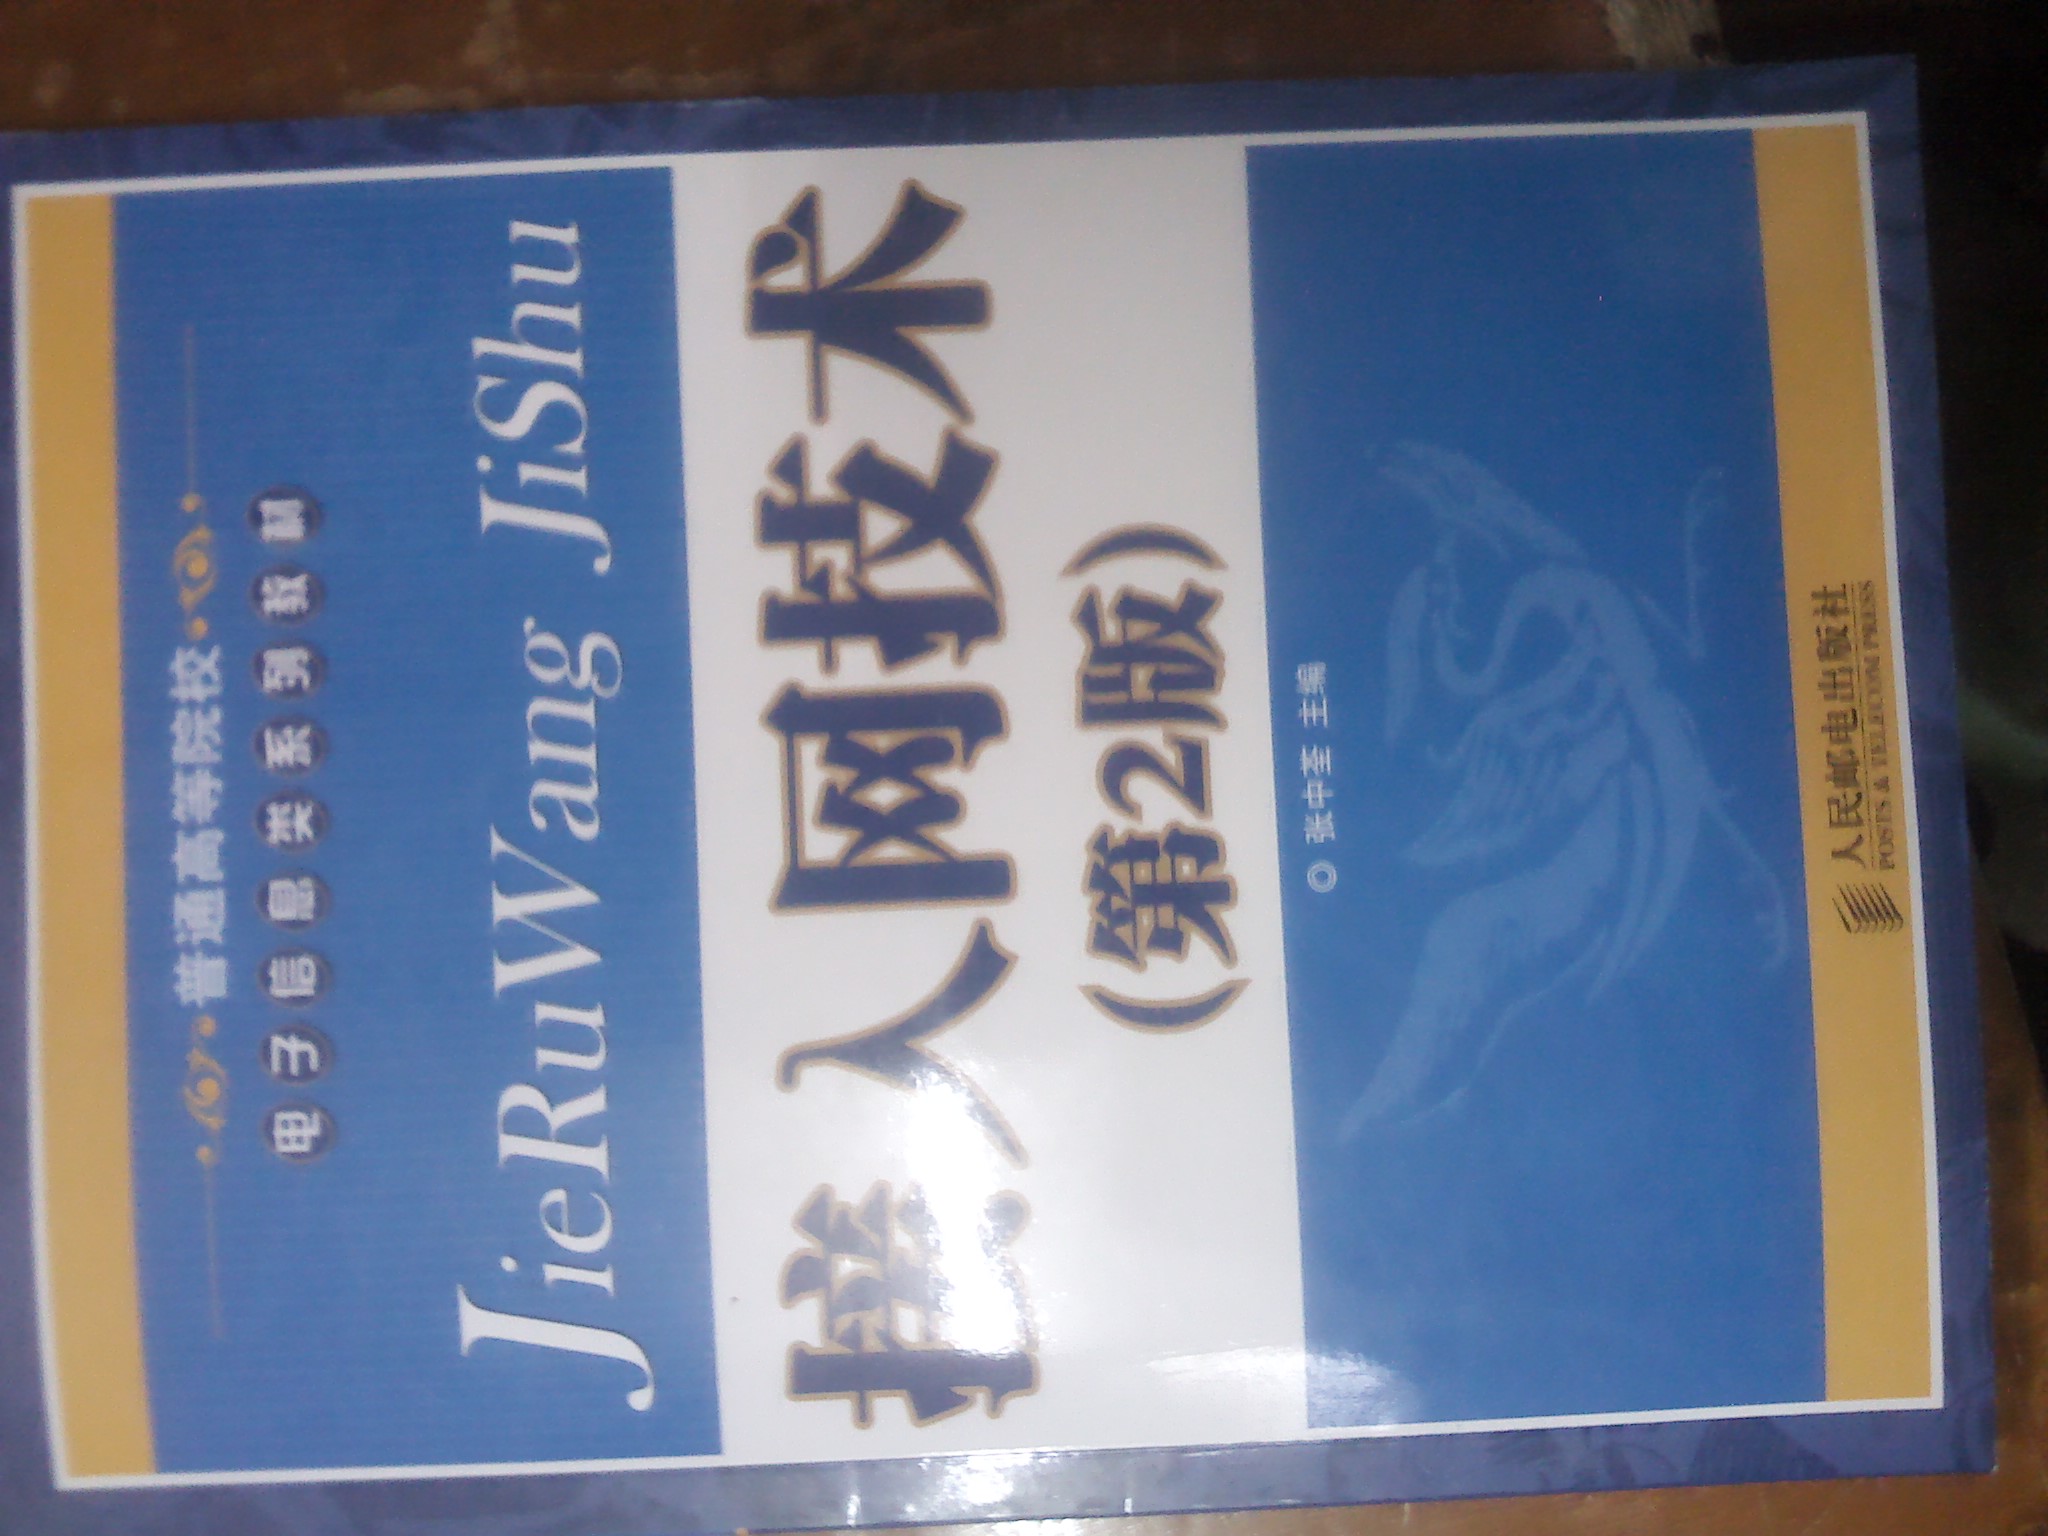 普通高等院校
电子信息类系列教材
JieRuWang JiShu
接入网技术
(第2版)
◎ 张中荃 主编
人民邮电出版社
POSTS & TELECOM PRESS